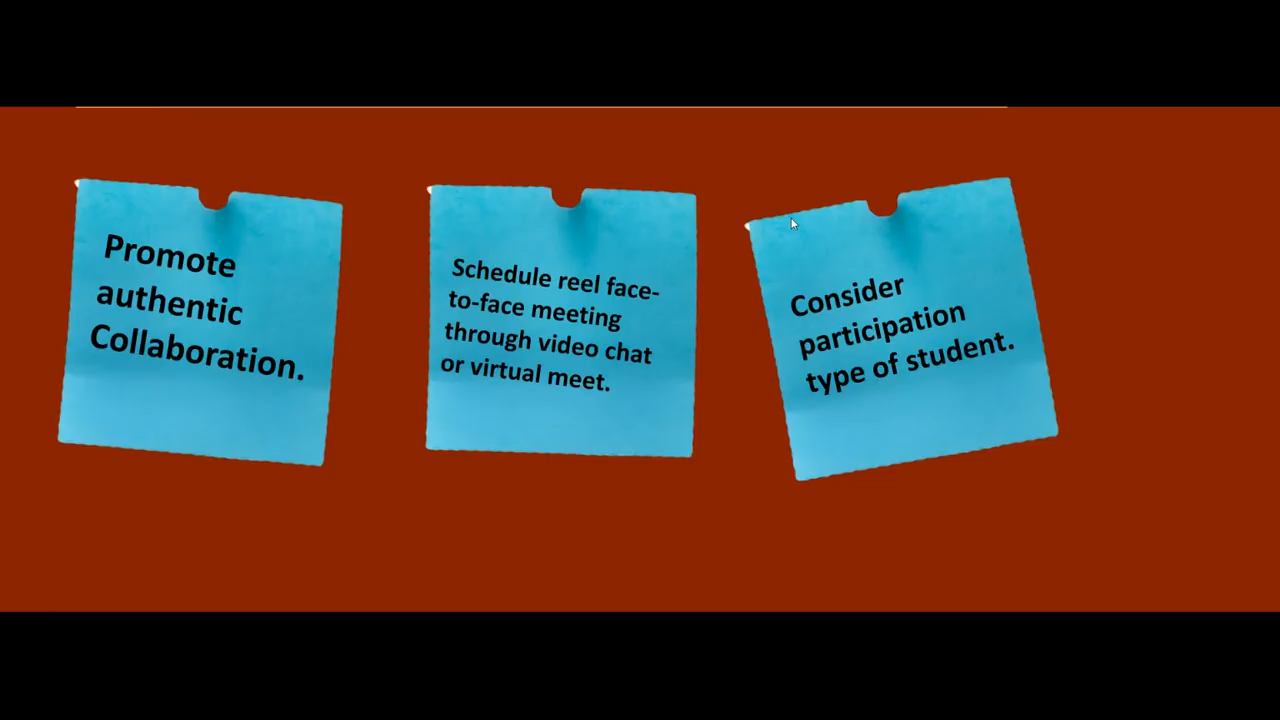 Promote
authentic
Collaboration.
Schedule reel face-
to-face meeting
through video chat
or virtual meet.
Consider
participation
type of student.